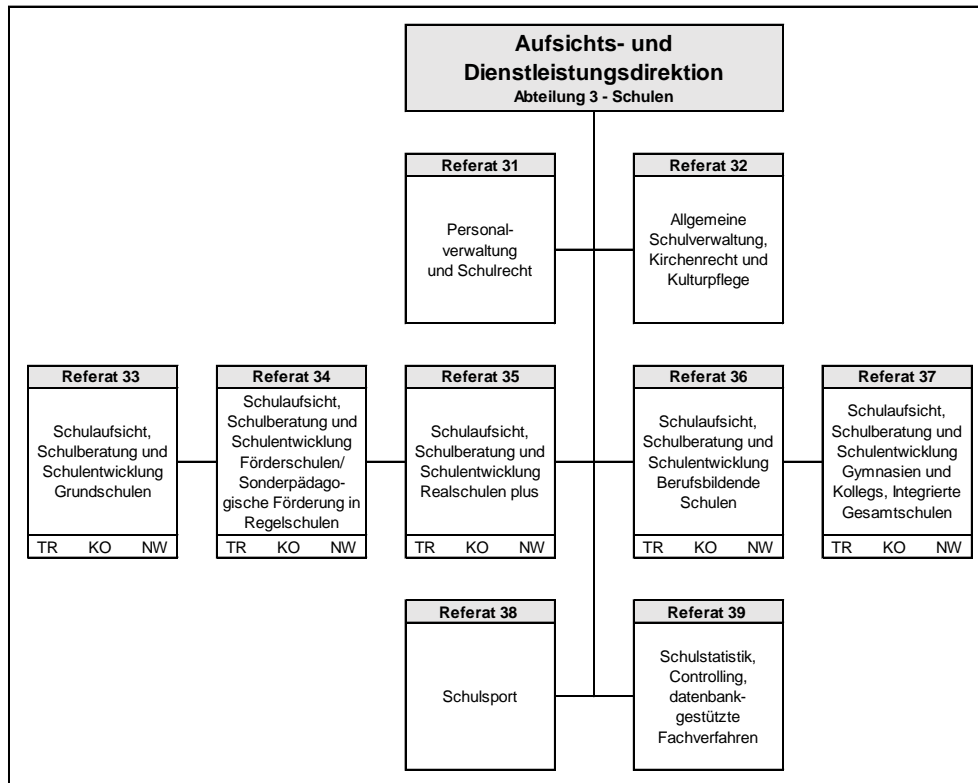 Aufsichts- und
Dienstleistungsdirektion
Abteilung 3 - Schulen
Referat 31
Personal-
verwaltung
und Schulrecht
Referat 32
Allgemeine
Schulverwaltung,
Kirchenrecht und
Kulturpflege
Referat 33
Schulaufsicht,
Schulberatung und
Schulentwicklung
Grundschulen
TR KO NW
Referat 34
Schulaufsicht,
Schulberatung und
Schulentwicklung
Förderschulen/
Sonderpädago-
gische Förderung in
Regelschulen
TR KO NW
Referat 35
Schulaufsicht,
Schulberatung und
Schulentwicklung
Realschulen plus
TR KO NW
Referat 36
Schulaufsicht,
Schulberatung und
Schulentwicklung
Berufsbildende
Schulen
TR KO NW
Referat 37
Schulaufsicht,
Schulberatung und
Schulentwicklung
Gymnasien und
Kollegs, Integrierte
Gesamtschulen
TR KO NW
Referat 38
Schulsport
Referat 39
Schulstatistik,
Controlling,
datenbank-
gestützte
Fachverfahren